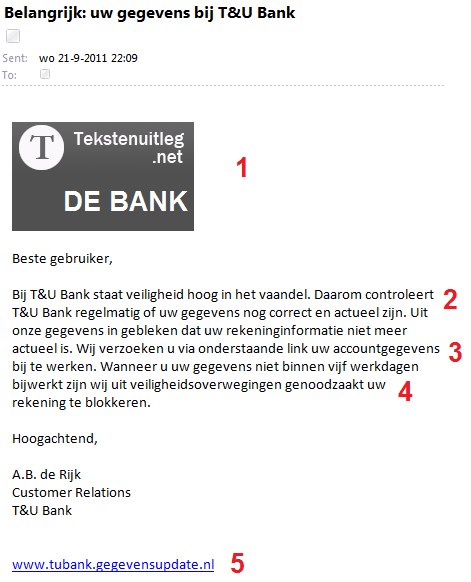 Belangrijk: uw gegevens bij T&U Bank
Sent: wo 21-9-2011 22:09
To:
T Tekstenuitleg
.net
DE BANK
1
Beste gebruiker,
Bij T&U Bank staat veiligheid hoog in het vaandel. Daarom controleert 2
T&U Bank regelmatig of uw gegevens nog correct en actueel zijn. Uit
onze gegevens in gebleken dat uw rekeninginformatie niet meer
actueel is. Wij verzoeken u via onderstaande link uw accountgegevens 3
bij te werken. Wanneer u uw gegevens niet binnen vijf werkdagen
bijwerkt zijn wij uit veiligheidsoverwegingen genoodzaakt uw 4
rekening te blokkeren.
Hoogachtend,
A.B. de Rijk
Customer Relations
T&U Bank
www.tubank.gegevensupdate.nl 5